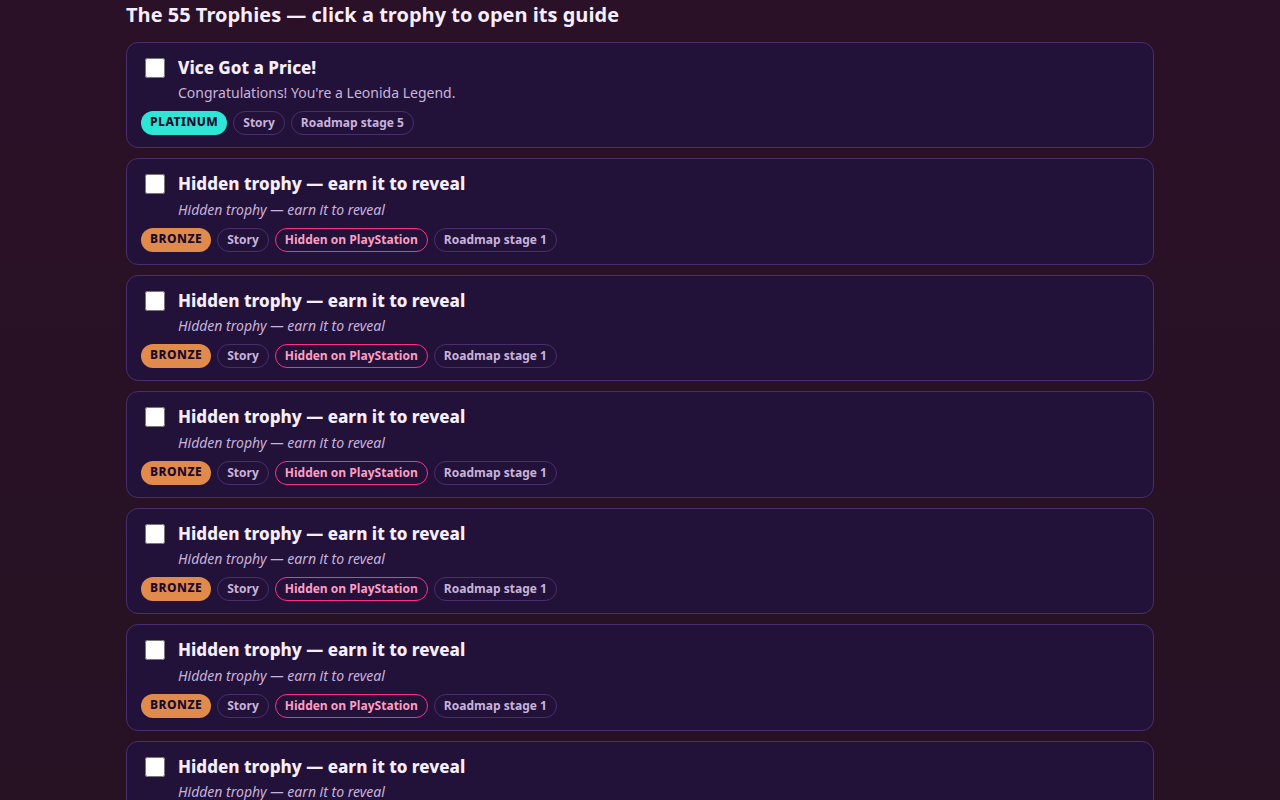 The 55 Trophies — click a trophy to open its guide
Vice Got a Price!
Congratulations! You're a Leonida Legend.
PLATINUM Story Roadmap stage 5
Hidden trophy — earn it to reveal
Hidden trophy — earn it to reveal
BRONZE Story Hidden on PlayStation Roadmap stage 1
Hidden trophy — earn it to reveal
Hidden trophy — earn it to reveal
BRONZE Story Hidden on PlayStation Roadmap stage 1
Hidden trophy — earn it to reveal
Hidden trophy — earn it to reveal
BRONZE Story Hidden on PlayStation Roadmap stage 1
Hidden trophy — earn it to reveal
Hidden trophy — earn it to reveal
BRONZE Story Hidden on PlayStation Roadmap stage 1
Hidden trophy — earn it to reveal
Hidden trophy — earn it to reveal
BRONZE Story Hidden on PlayStation Roadmap stage 1
Hidden trophy — earn it to reveal
Hidden trophy — earn it to reveal